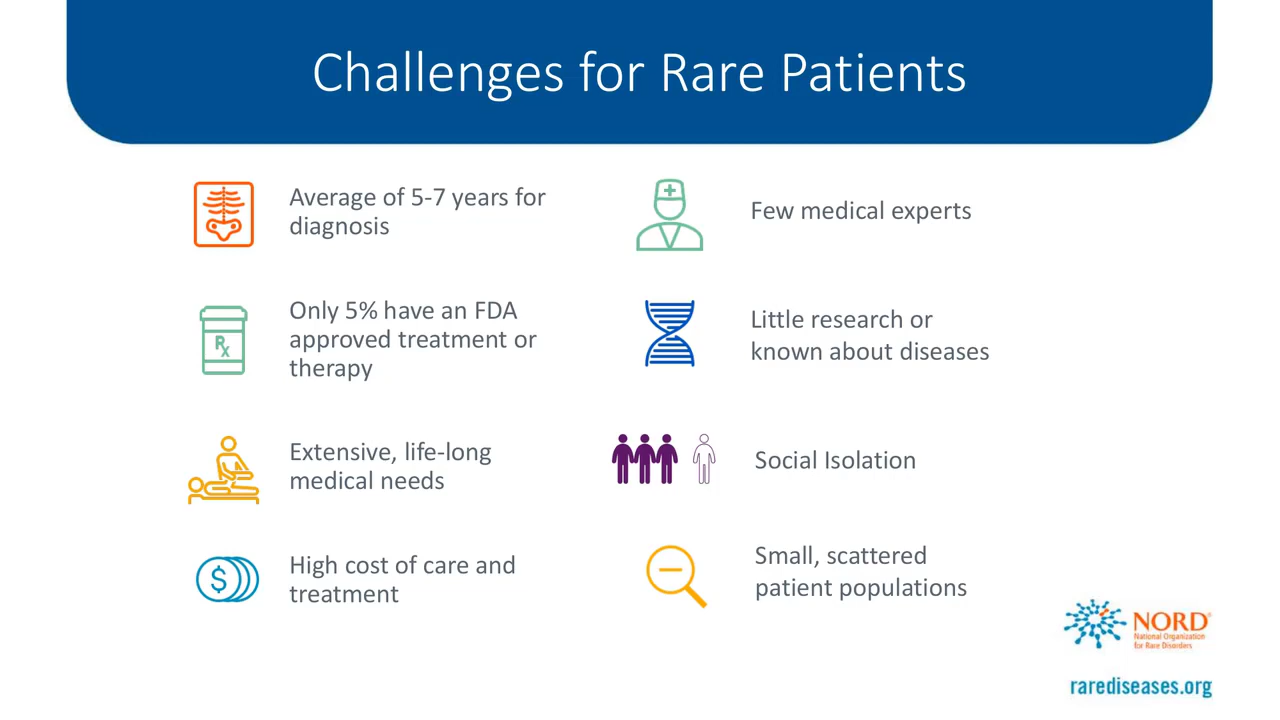 Challenges for Rare Patients
Average of 5-7 years for
diagnosis
Only 5% have an FDA
approved treatment or
therapy
Extensive, life-long
medical needs
High cost of care and
treatment
Few medical experts
Little research or
known about diseases
Social Isolation
Small, scattered
patient populations
Rx
$
NORD®
National Organization
for Rare Disorders
rarediseases.org